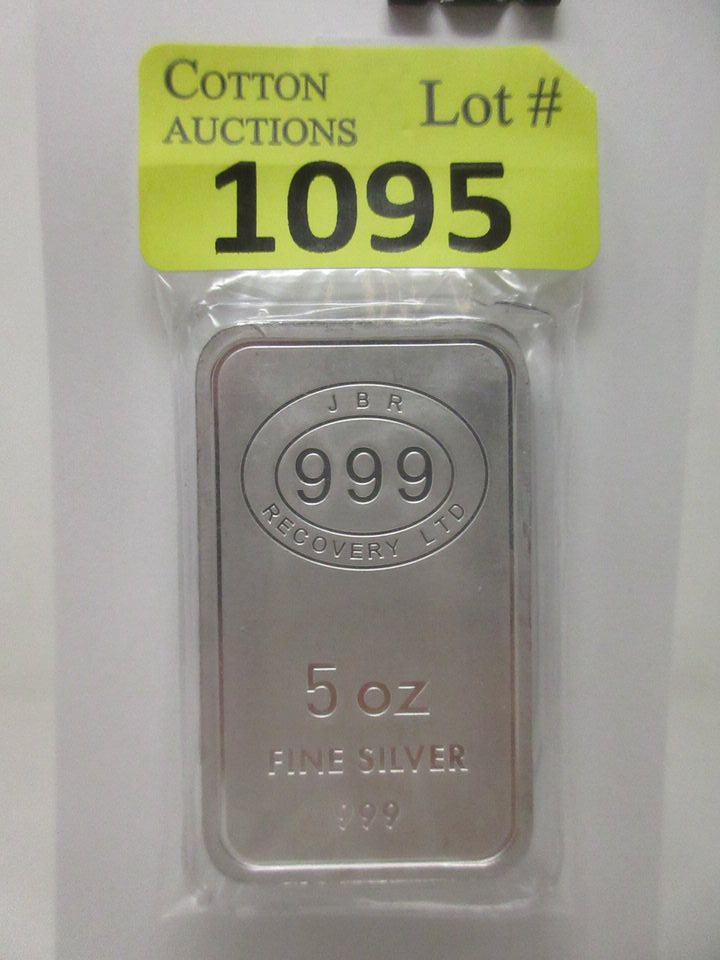 COTTON
AUCTIONS
Lot #
1095
JBR
999
RECOVERY LTD
5 oz
FINE SILVER
999